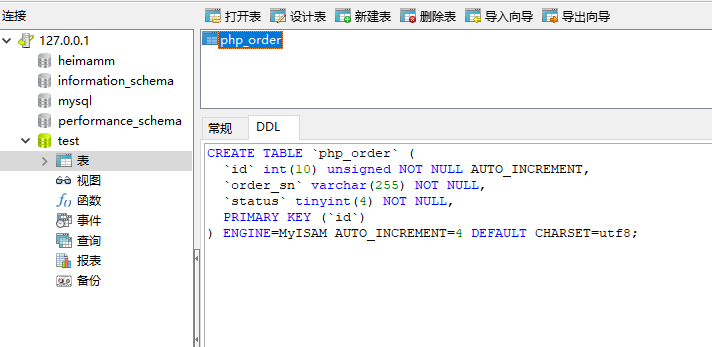 连接
打开表 设计表 新建表 删除表 导入向导 导出向导
127.0.0.1
heimamm
information_schema
mysql
performance_schema
test
表
视图
函数
事件
查询
报表
备份
php_order
常规 DDL
CREATE TABLE `php_order` (
`id` int(10) unsigned NOT NULL AUTO_INCREMENT,
`order_sn` varchar(255) NOT NULL,
`status` tinyint(4) NOT NULL,
PRIMARY KEY (`id`)
) ENGINE=MyISAM AUTO_INCREMENT=4 DEFAULT CHARSET=utf8;